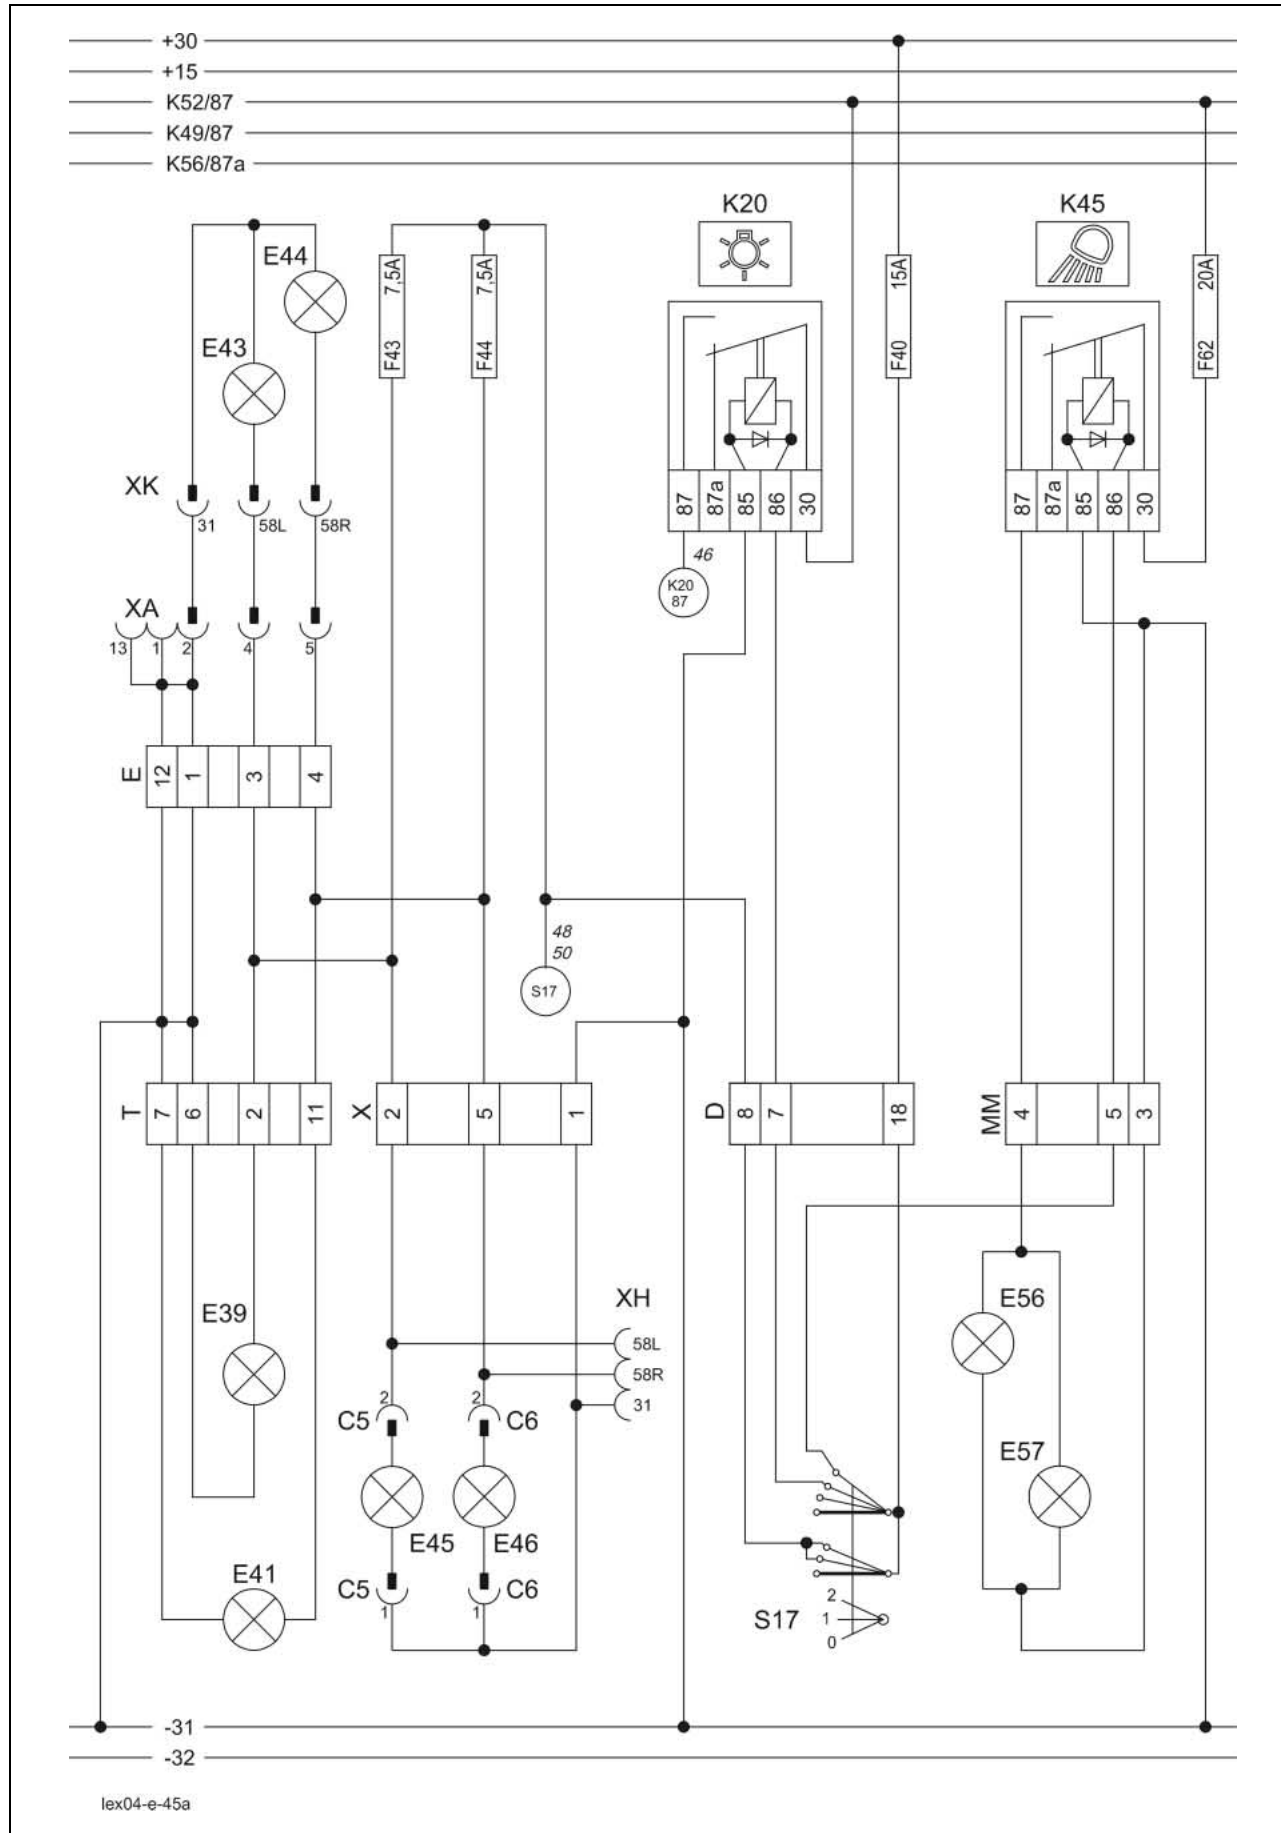 +30
+15
K52/87
K49/87
K56/87a
K20
K45
E44
7,5A
7,5A
15A
20A
E43
F43
F44
F40
F62
XK
31
58L
58R
87
87a
85
86
30
87
87a
85
86
30
46
K20
87
XA
13
1
2
4
5
E
12
1
3
4
48
50
S17
T
7
6
2
11
X
2
5
1
D
8
7
18
MM
4
5
3
E39
XH
58L
58R
31
E56
2
2
C5
C6
E57
E45
E46
E41
C5
C6
1
1
S17
2
1
0
-31
-32
lex04-e-45a